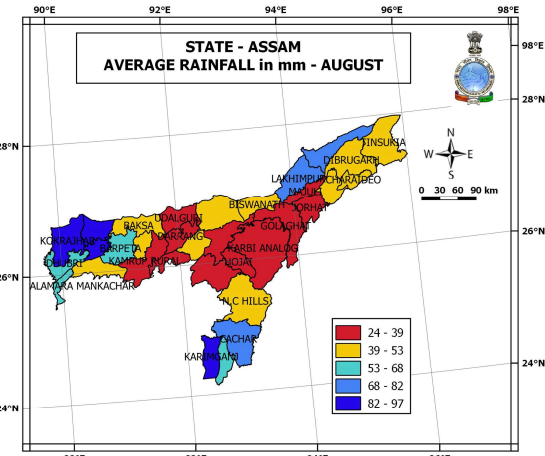 90°E 92°E 94°E 96°E 98°E
STATE - ASSAM
AVERAGE RAINFALL in mm - AUGUST
98°E
28°N
N
W E
S
0 30 60 90 km
28°N
TINSUKIA
DIBRUGARH
LAKHIMPUR CHARAIDEO
MAJULI
BISWANATH JORHAT
UDALGURI
BAKSA GOLAGHAT
26°N
KOKRAJHAR DARRANG
BARPETA KARBI ANALOG
DHUBRI KAMRUP RURAL HOJAI
26°N
ALAMARA MANKACHAR
N.C HILLS
24 - 39
CACHAR 39 - 53
KARIMGANJ
53 - 68
24°N
68 - 82
82 - 97
24°N